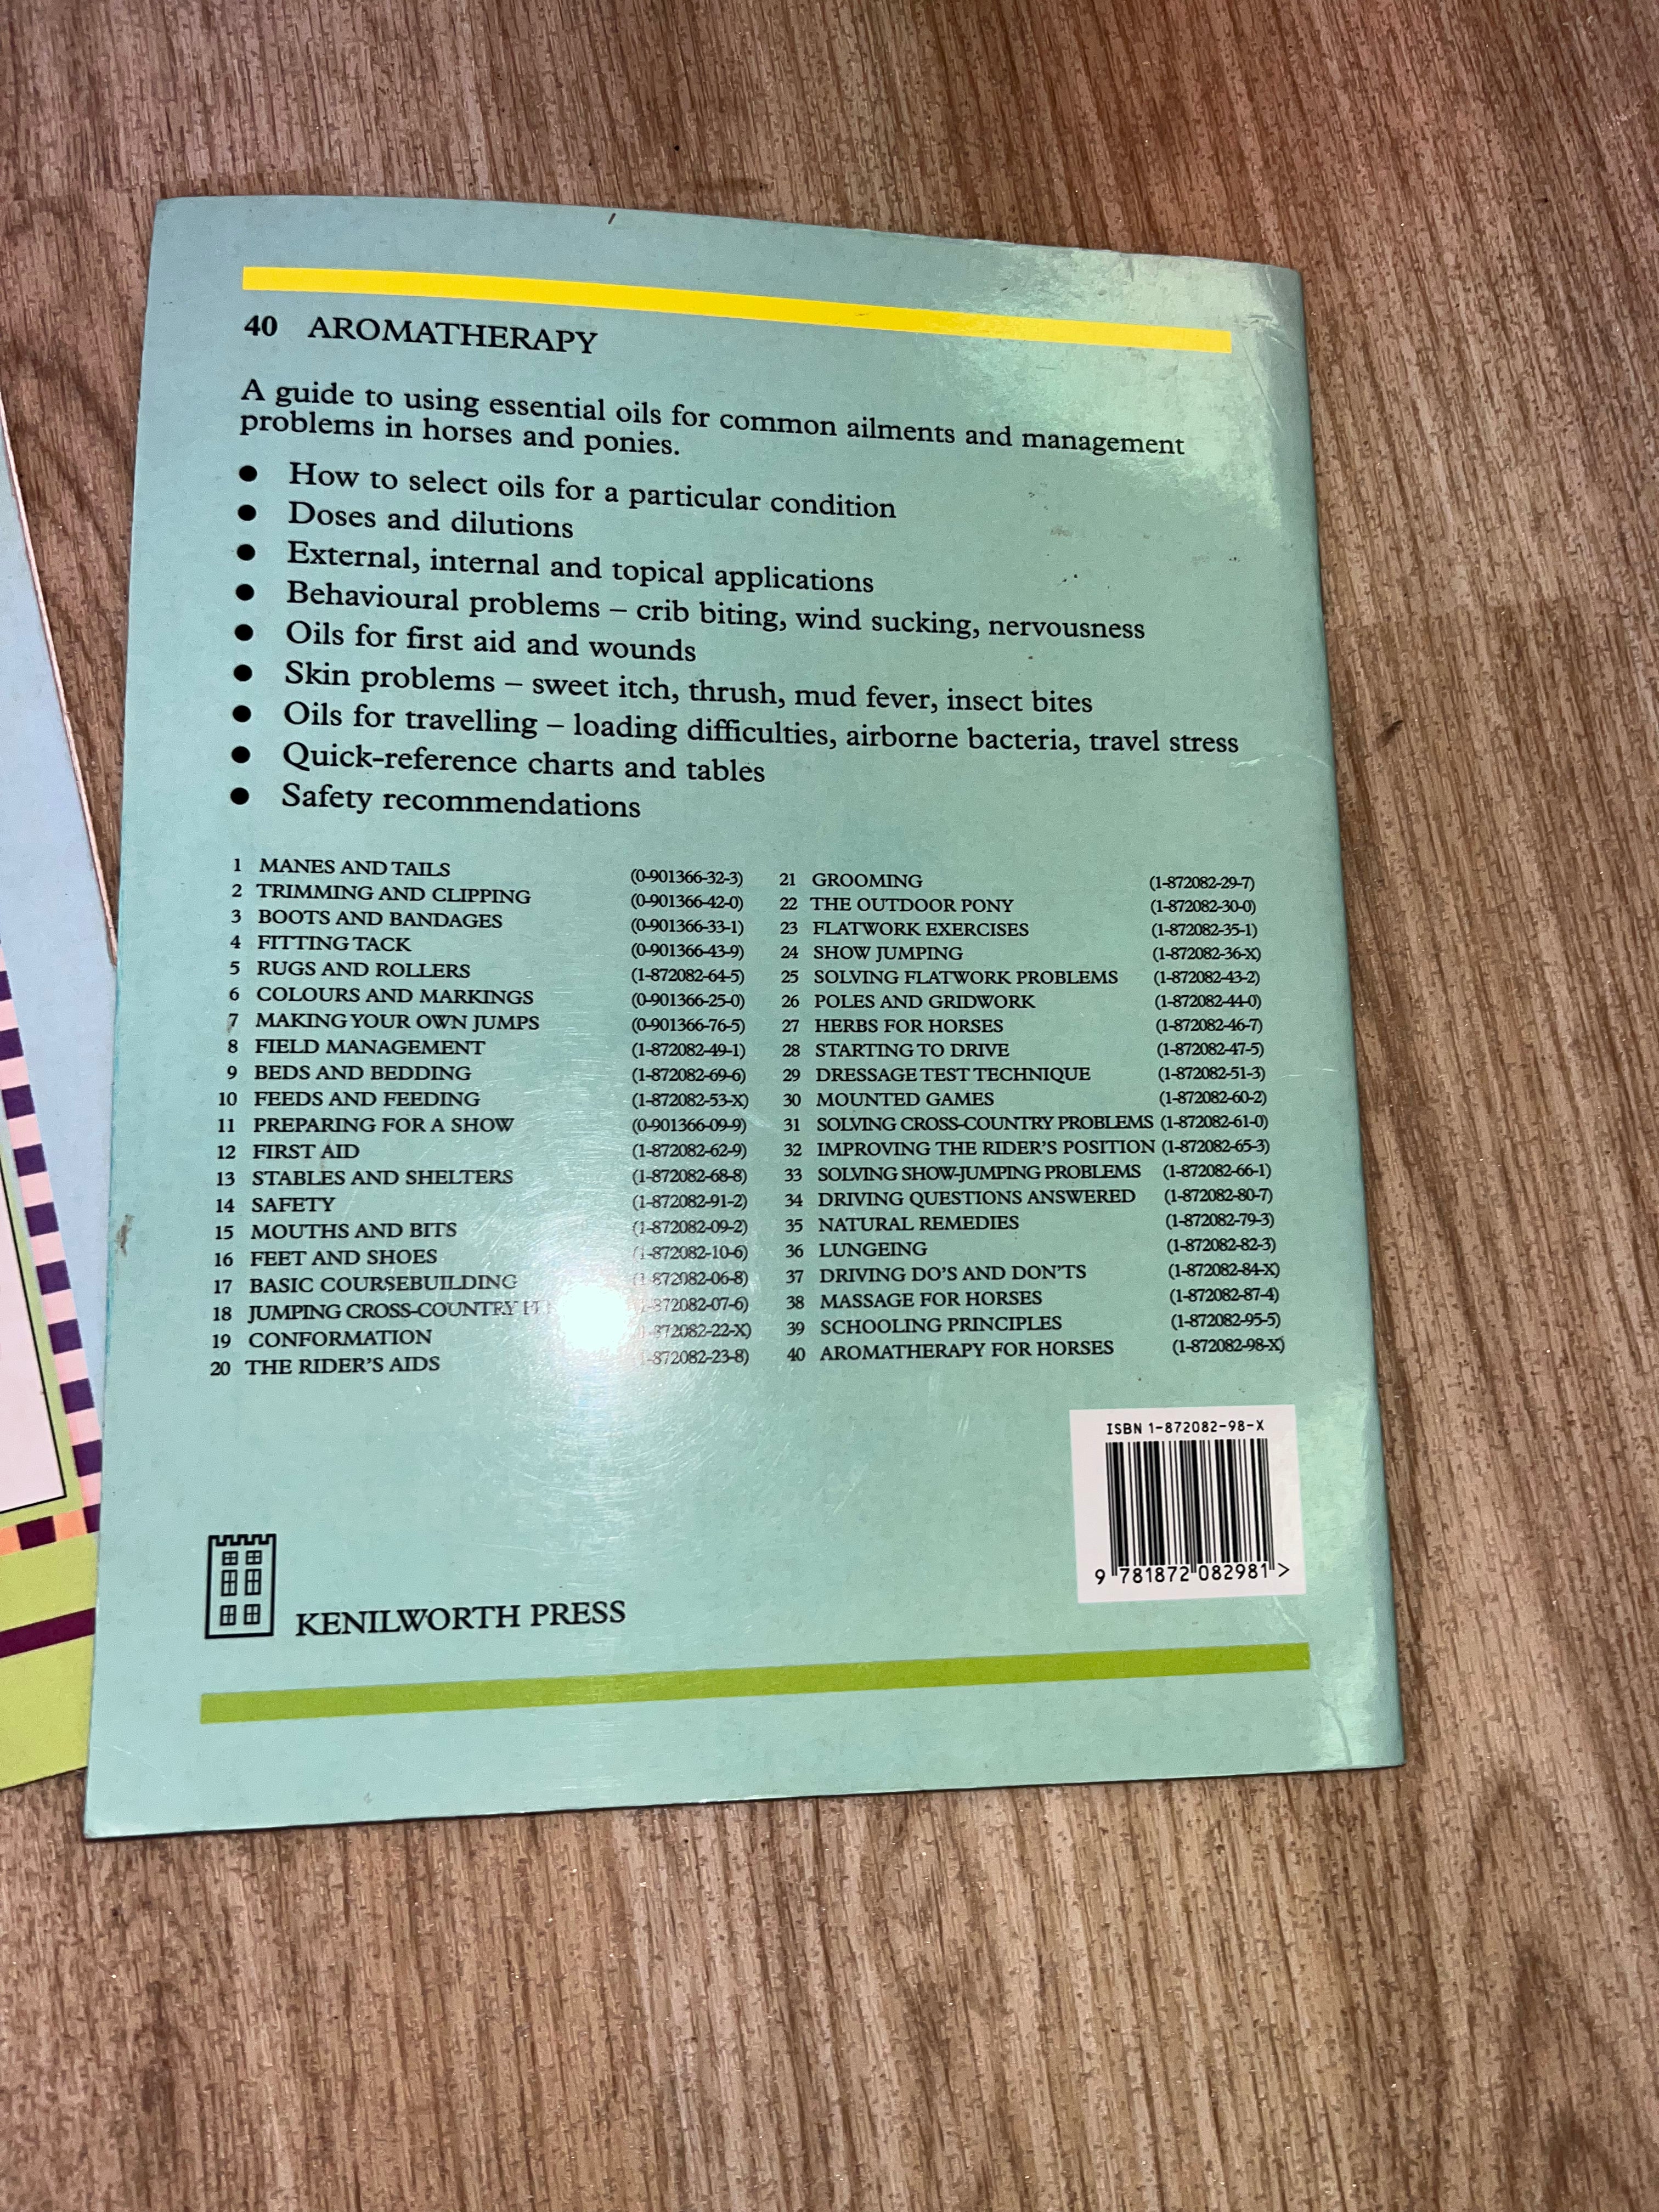 40 AROMATHERAPY
A guide to using essential oils for common ailments and management
problems in horses and ponies.
● How to select oils for a particular condition
● Doses and dilutions
● External, internal and topical applications
● Behavioural problems – crib biting, wind sucking, nervousness
● Oils for first aid and wounds
● Skin problems – sweet itch, thrush, mud fever, insect bites
● Oils for travelling – loading difficulties, airborne bacteria, travel stress
● Quick-reference charts and tables
● Safety recommendations
1 MANES AND TAILS (0-901366-32-3)
2 TRIMMING AND CLIPPING (0-901366-42-0)
3 BOOTS AND BANDAGES (0-901366-33-1)
4 FITTING TACK (0-901366-43-9)
5 RUGS AND ROLLERS (1-872082-64-5)
6 COLOURS AND MARKINGS (0-901366-25-0)
7 MAKING YOUR OWN JUMPS (0-901366-76-5)
8 FIELD MANAGEMENT (1-872082-49-1)
9 BEDS AND BEDDING (1-872082-69-6)
10 FEEDS AND FEEDING (1-872082-53-X)
11 PREPARING FOR A SHOW (0-901366-09-9)
12 FIRST AID (1-872082-62-9)
13 STABLES AND SHELTERS (1-872082-68-8)
14 SAFETY (1-872082-91-2)
15 MOUTHS AND BITS (1-872082-09-2)
16 FEET AND SHOES (1-872082-10-6)
17 BASIC COURSEBUILDING (1-872082-06-8)
18 JUMPING CROSS-COUNTRY (1-872082-07-6)
19 CONFORMATION (1-872082-22-X)
20 THE RIDER'S AIDS (1-872082-23-8)
21 GROOMING (1-872082-29-7)
22 THE OUTDOOR PONY (1-872082-30-0)
23 FLATWORK EXERCISES (1-872082-35-1)
24 SHOW JUMPING (1-872082-36-X)
25 SOLVING FLATWORK PROBLEMS (1-872082-43-2)
26 POLES AND GRIDWORK (1-872082-44-0)
27 HERBS FOR HORSES (1-872082-46-7)
28 STARTING TO DRIVE (1-872082-47-5)
29 DRESSAGE TEST TECHNIQUE (1-872082-51-3)
30 MOUNTED GAMES (1-872082-60-2)
31 SOLVING CROSS-COUNTRY PROBLEMS (1-872082-61-0)
32 IMPROVING THE RIDER'S POSITION (1-872082-65-3)
33 SOLVING SHOW-JUMPING PROBLEMS (1-872082-66-1)
34 DRIVING QUESTIONS ANSWERED (1-872082-80-7)
35 NATURAL REMEDIES (1-872082-79-3)
36 LUNGEING (1-872082-82-3)
37 DRIVING DO'S AND DON'TS (1-872082-84-X)
38 MASSAGE FOR HORSES (1-872082-87-4)
39 SCHOOLING PRINCIPLES (1-872082-95-5)
40 AROMATHERAPY FOR HORSES (1-872082-98-X)
ISBN 1-872082-98-X
9 781872 082981 >
KENILWORTH PRESS